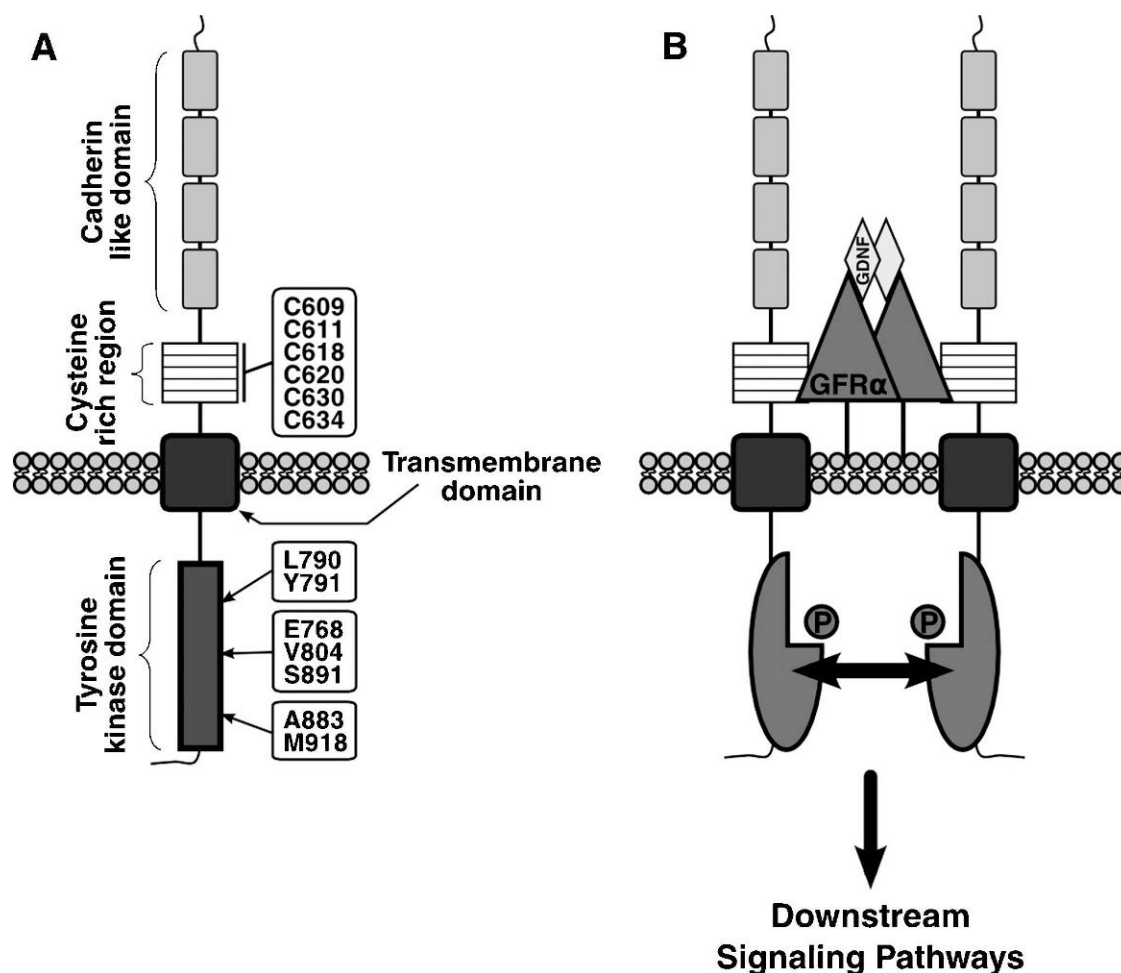 A
Cadherin
like domain
Cysteine
rich region
C609
C611
C618
C620
C630
C634
Transmembrane
domain
Tyrosine
kinase domain
L790
Y791
E768
V804
S891
A883
M918
B
GDNF
GFRα
P
P
Downstream
Signaling Pathways